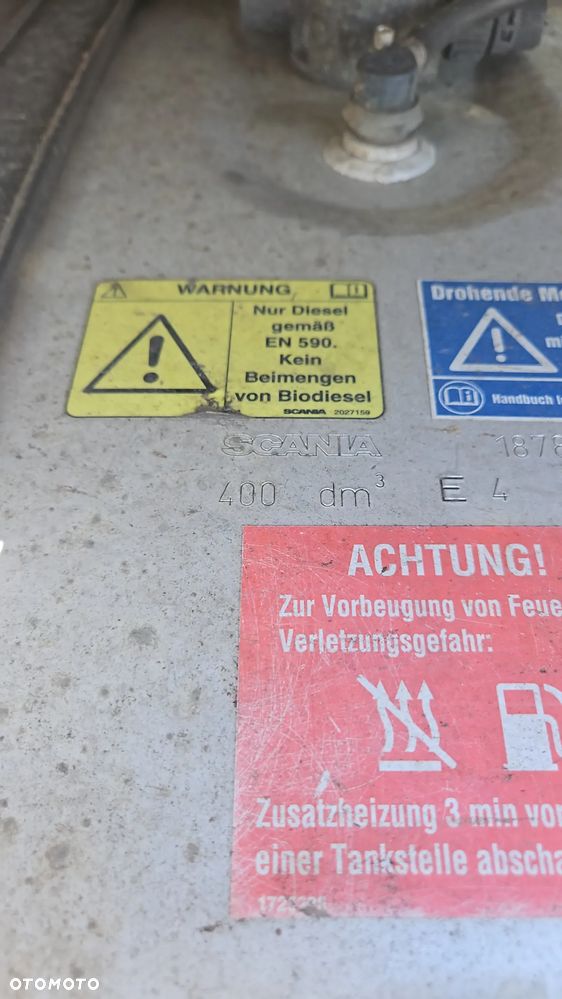 WARNUNG
Nur Diesel
gemäß
EN 590.
Kein
Beimengen
von Biodiesel
SCANIA 2027159
Drohende
Handbuch
SCANIA 1878
400 dm³ E 4
ACHTUNG!
Zur Vorbeugung von
Verletzungsgefahr:
Zusatzheizung 3 min
einer Tankstelle
OTOMOTO